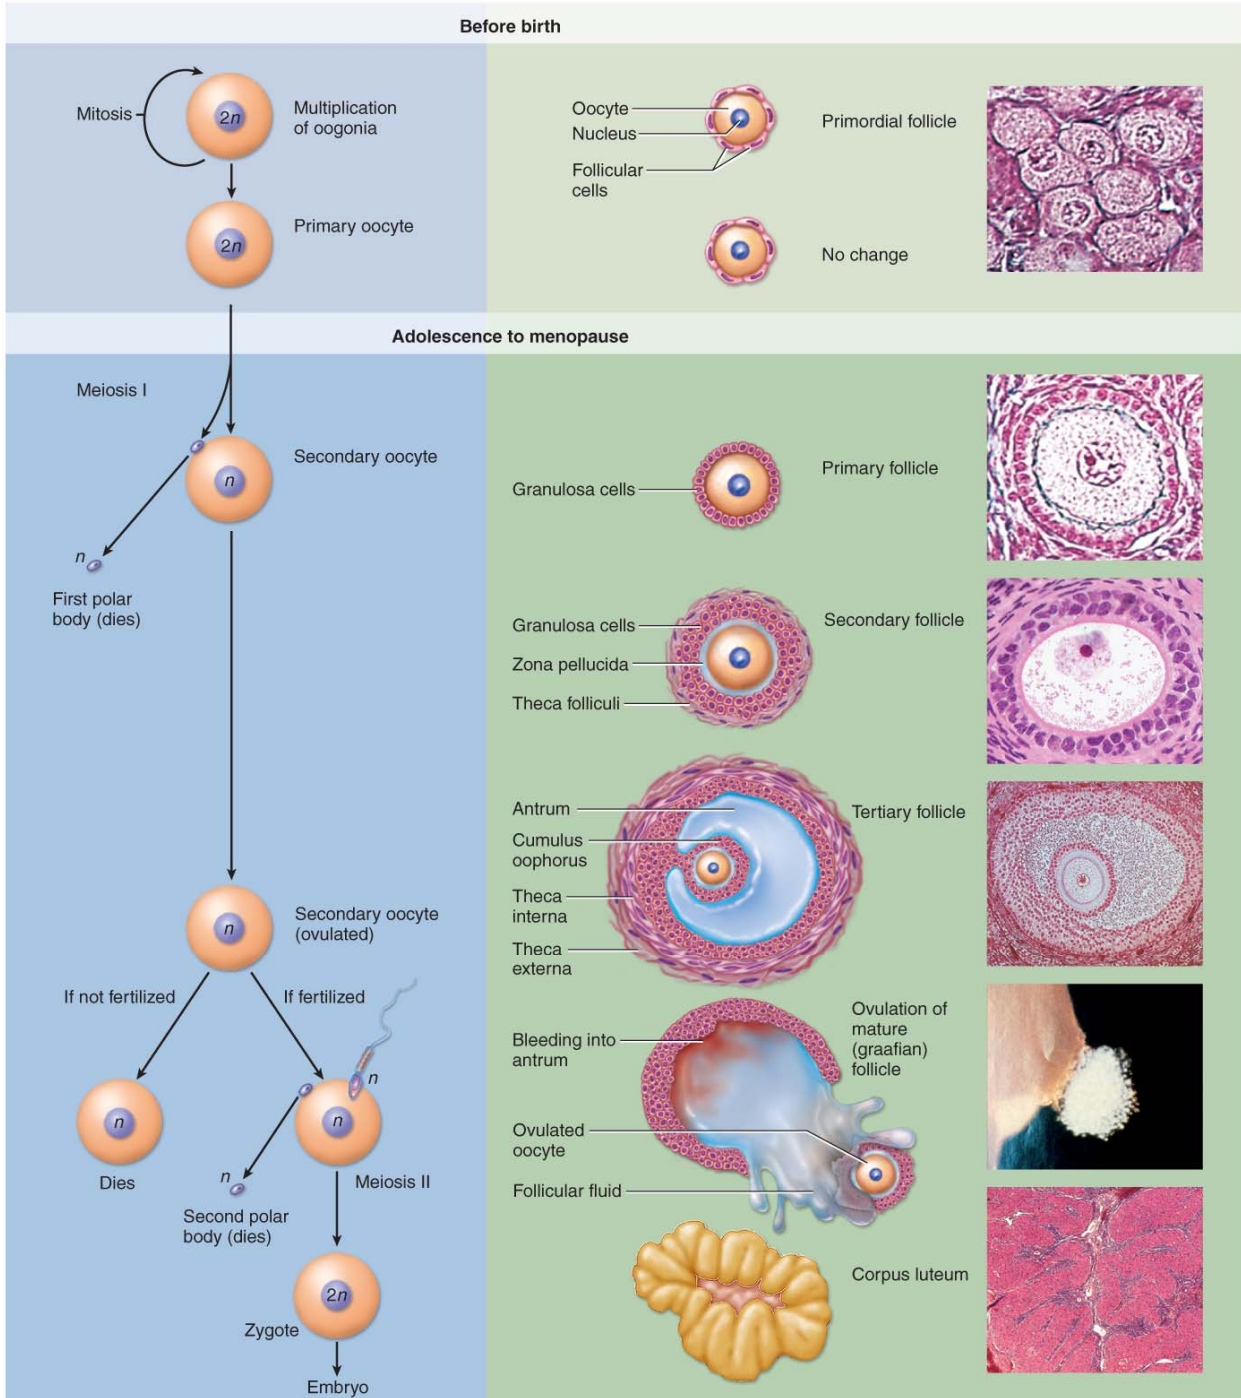 Before birth
Mitosis
2n
Multiplication
of oogonia
2n
Primary oocyte
Oocyte
Nucleus
Follicular
cells
Primordial follicle
No change
Adolescence to menopause
Meiosis I
n
Secondary oocyte
n
First polar
body (dies)
Granulosa cells
Primary follicle
Granulosa cells
Zona pellucida
Theca folliculi
Secondary follicle
Antrum
Cumulus
oophorus
Theca
interna
Theca
externa
Tertiary follicle
n
Secondary oocyte
(ovulated)
If not fertilized
If fertilized
n
n
Dies
n
Meiosis II
n
Second polar
body (dies)
2n
Zygote
Embryo
Bleeding into
antrum
Ovulated
oocyte
Follicular fluid
Ovulation of
mature
(graafian)
follicle
Corpus luteum